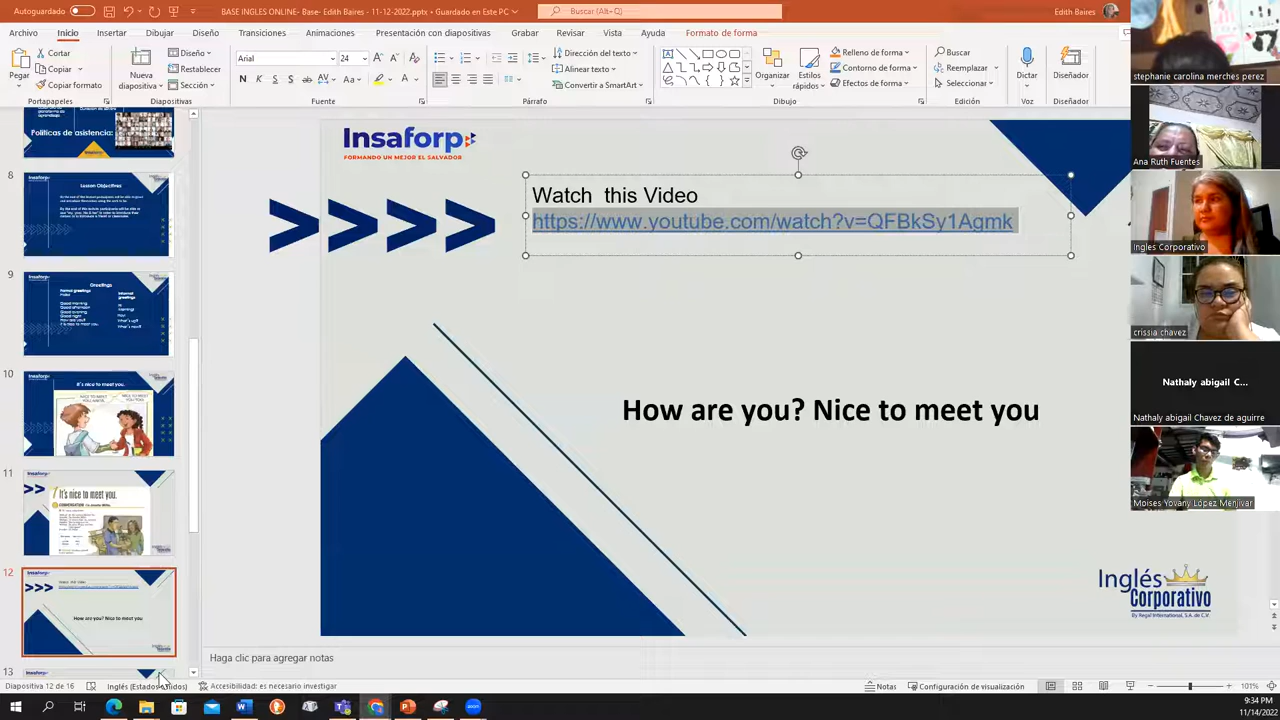 Autoguardado
BASE INGLÉS ONLINE- Base- Edith Baires - 11-12-2022.pptx • Guardado en Este PC
Buscar (Alt+Q)
Edith Baires
Archivo Inicio Insertar Dibujar Diseño Transiciones Animaciones Presentación con diapositivas Grabar Revisar Vista Ayuda Formato de forma
Pegar
Cortar
Copiar
Copiar formato
Portapapeles
Nueva diapositiva
Diseño
Restablecer
Sección
Diapositivas
Arial
24
Fuente
Dirección del texto
Alinear texto
Convertir a SmartArt
Párrafo
Organizar
Estilos rápidos
Relleno de forma
Contorno de forma
Efectos de forma
Dibujo
Buscar
Reemplazar
Seleccionar
Edición
Dictar
Voz
Diseñador
Diseñador
Políticas de asistencia:
8
Lesson Objectives
9
Greetings
10
It's nice to meet you.
11
It's nice to meet you.
12
How are you? Nice to meet you
13
Insaforp
FORMANDO UN MEJOR EL SALVADOR
Watch this Video
https://www.youtube.com/watch?v=QFBkSy1Agmk
How are you? Nice to meet you
Inglés
Corporativo
By Regal International, S.A. de C.V.
stephanie carolina merches perez
Ana Ruth Fuentes
Inglés Corporativo
crissia chavez
Nathaly abigail C...
Nathaly abigail Chavez de aguirre
Moises Yovany López Menjivar
Haga clic para agregar notas
Diapositiva 12 de 16
Inglés (Estados Unidos)
Accesibilidad: es necesario investigar
Notas
Configuración de visualización
101%
9:34 PM
11/14/2022